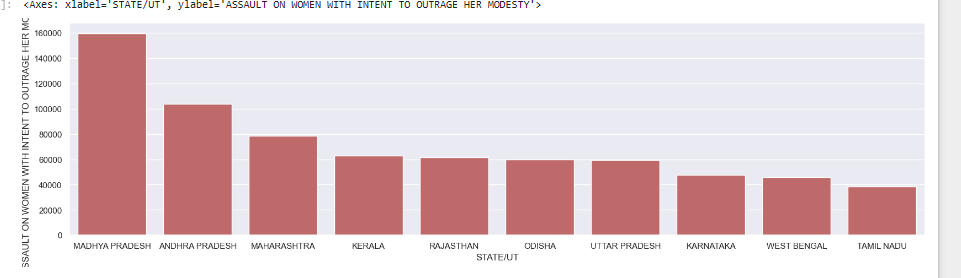 ]: <Axes: xlabel='STATE/UT', ylabel='ASSAULT ON WOMEN WITH INTENT TO OUTRAGE HER MODESTY'>
SSAULT ON WOMEN WITH INTENT TO OUTRAGE HER MO
160000
140000
120000
100000
80000
60000
40000
20000
0
MADHYA PRADESH ANDHRA PRADESH MAHARASHTRA KERALA RAJASTHAN ODISHA UTTAR PRADESH KARNATAKA WEST BENGAL TAMIL NADU
STATE/UT